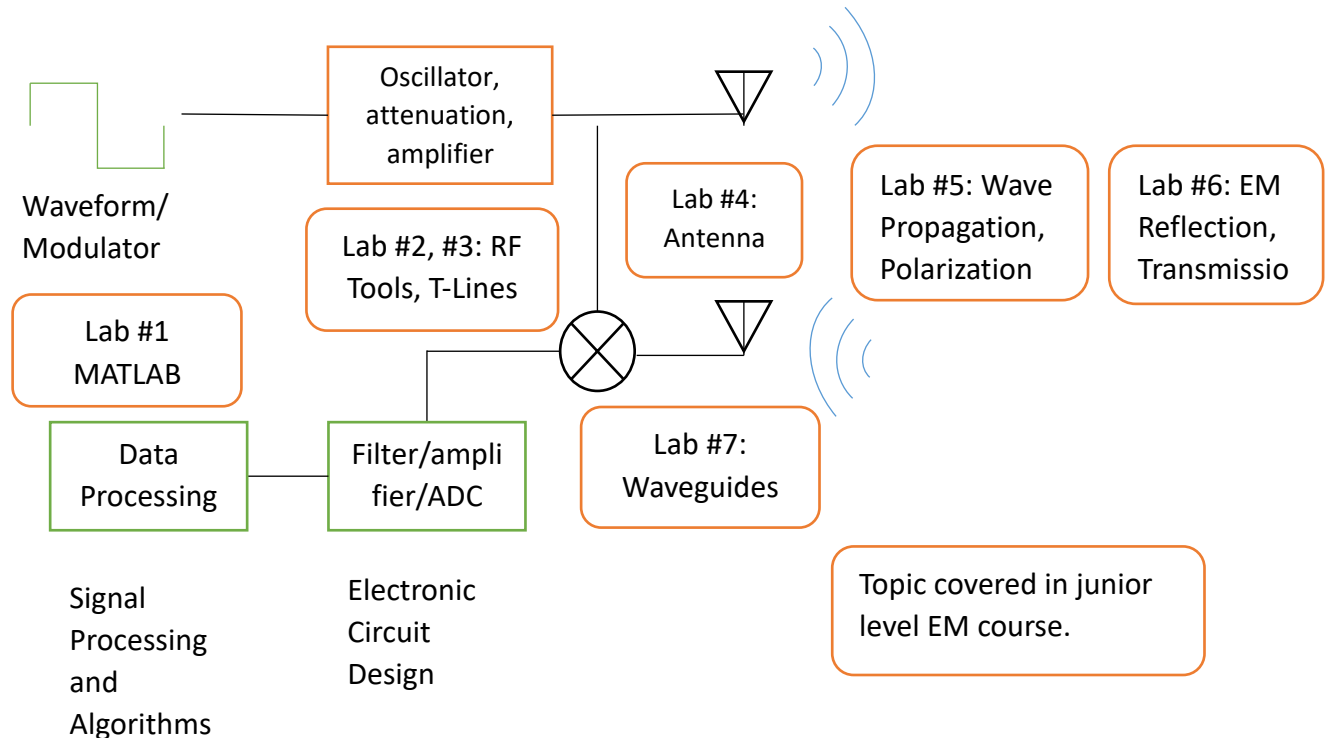 Oscillator,
attenuation,
amplifier
Waveform/
Modulator
Lab #2, #3: RF
Tools, T-Lines
Lab #4:
Antenna
Lab #5: Wave
Propagation,
Polarization
Lab #6: EM
Reflection,
Transmissio
Lab #1
MATLAB
Data
Processing
Filter/ampli
fier/ADC
Lab #7:
Waveguides
Signal
Processing
and
Algorithms
Electronic
Circuit
Design
Topic covered in junior
level EM course.